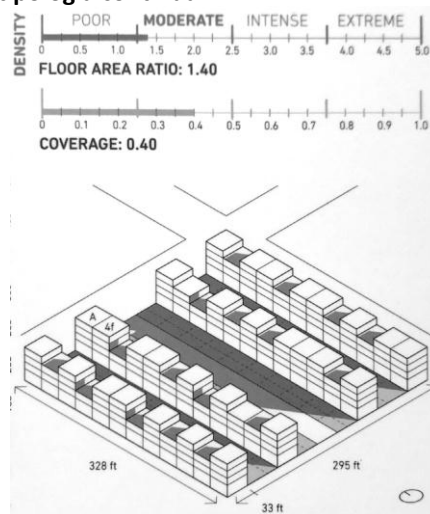 DENSITY
POOR MODERATE INTENSE EXTREME
0 0.5 1.0 1.5 2.0 2.5 3.0 3.5 4.0 4.5 5.0
FLOOR AREA RATIO: 1.40
0 0.1 0.2 0.3 0.4 0.5 0.6 0.7 0.8 0.9 1.0
COVERAGE: 0.40
A
4f
328 ft
295 ft
33 ft